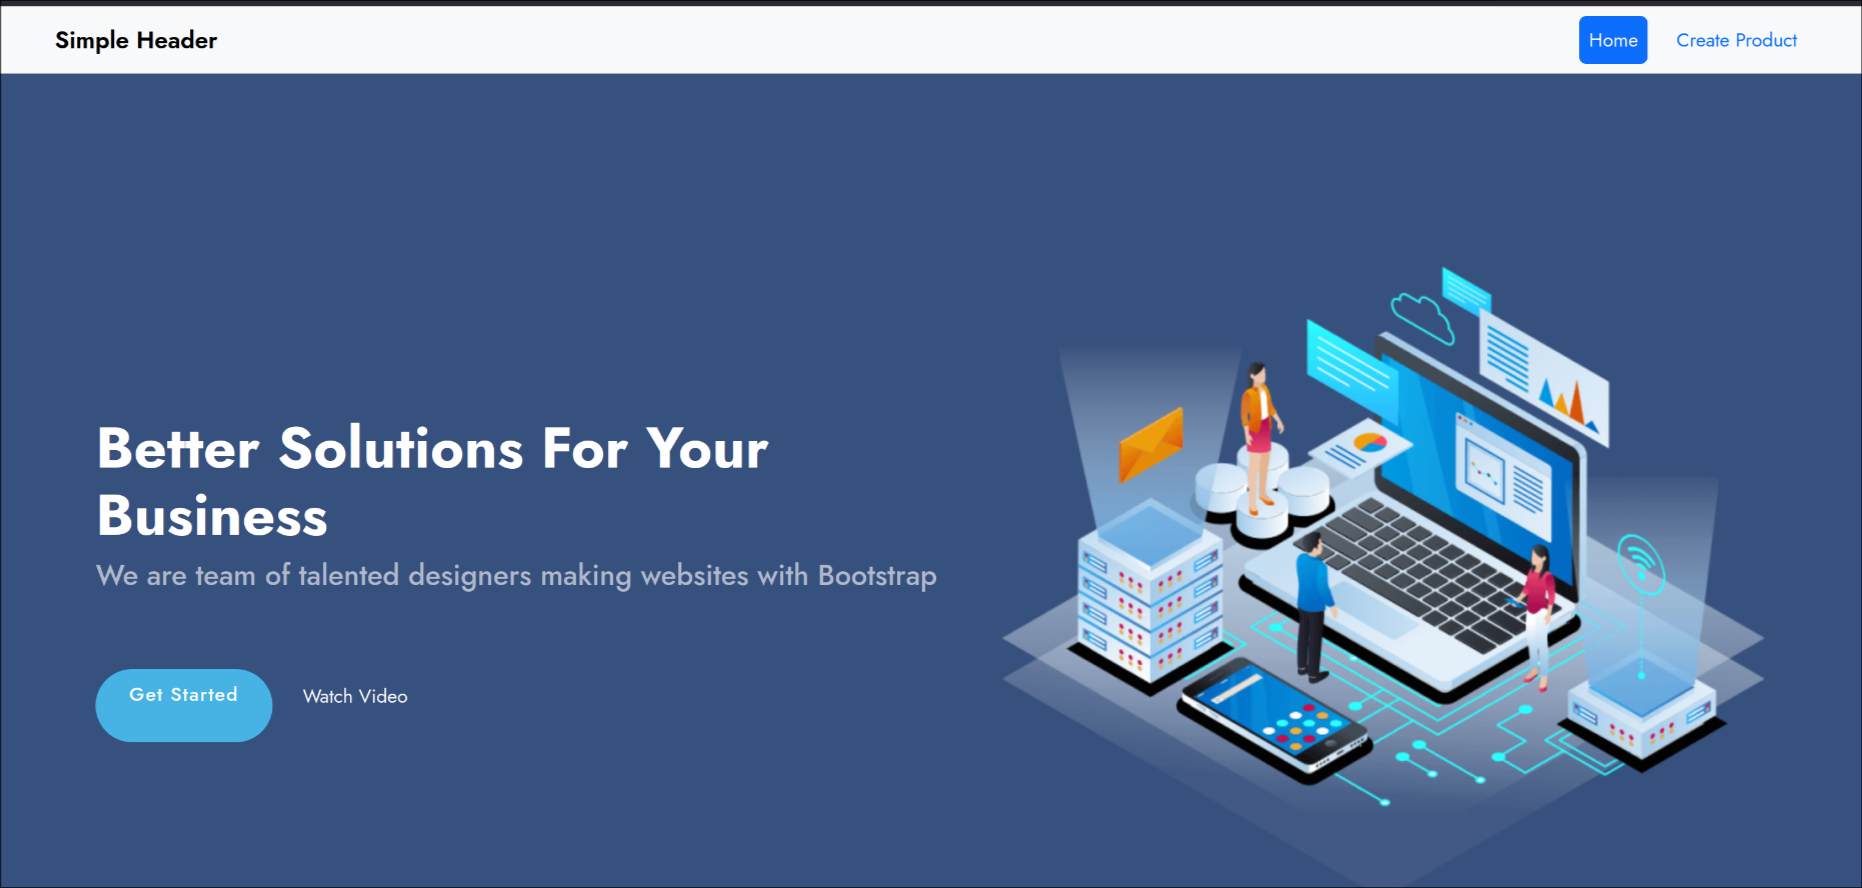 Simple Header
Home
Create Product
Better Solutions For Your
Business
We are team of talented designers making websites with Bootstrap
Get Started
Watch Video